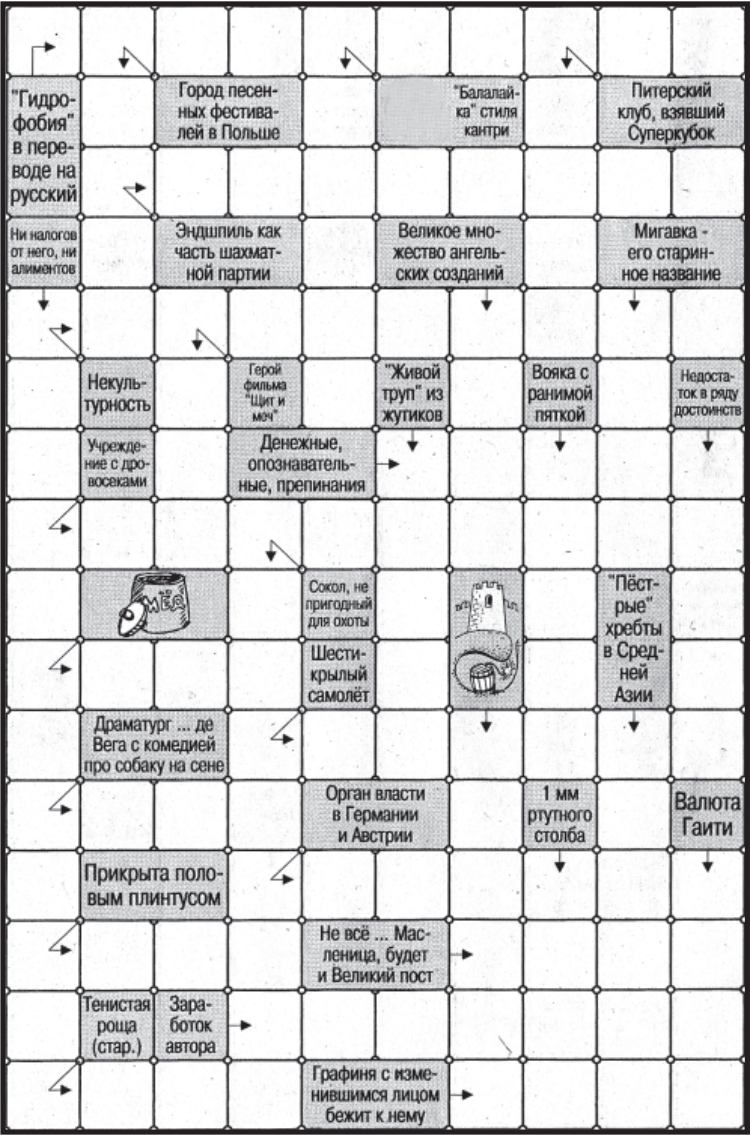 "Гидро-
фобия"
в пере-
воде на
русский
Город песен-
ных фестива-
лей в Польше
"Балалай-
ка" стиля
кантри
Питерский
клуб, взявший
Суперкубок
Ни налогов
от него, ни
алиментов
Эндшпиль как
часть шахмат-
ной партии
Великое мно-
жество ангель-
ских созданий
Мигавка -
его старин-
ное название
Некуль-
турность
Герой
фильма
"Щит и
меч"
"Живой
труп" из
жутиков
Вояка с
ранимой
пяткой
Недоста-
ток в ряду
достоинств
Учрежде-
ние с дро-
восеками
Денежные,
опознаватель-
ные, препинания
МЁД
Сокол, не
пригодный
для охоты
"Пёст-
рые"
хребты
в Сред-
ней
Азии
Шести-
крылый
самолёт
Драматург ... де
Вега с комедией
про собаку на сене
Орган власти
в Германии
и Австрии
1 мм
ртутного
столба
Валюта
Гаити
Прикрыта поло-
вым плинтусом
Не всё ... Мас-
леница, будет
и Великий пост
Тенистая
роща
(стар.)
Зара-
боток
автора
Графиня с изме-
нившимся лицом
бежит к нему